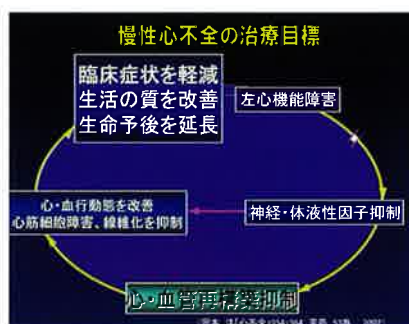 慢性心不全の治療目標
臨床症状を軽減
生活の質を改善
生命予後を延長
左心機能障害
心・血行動態を改善
心筋細胞障害、線維化を抑制
神経・体液性因子抑制
心・血管再構築抑制